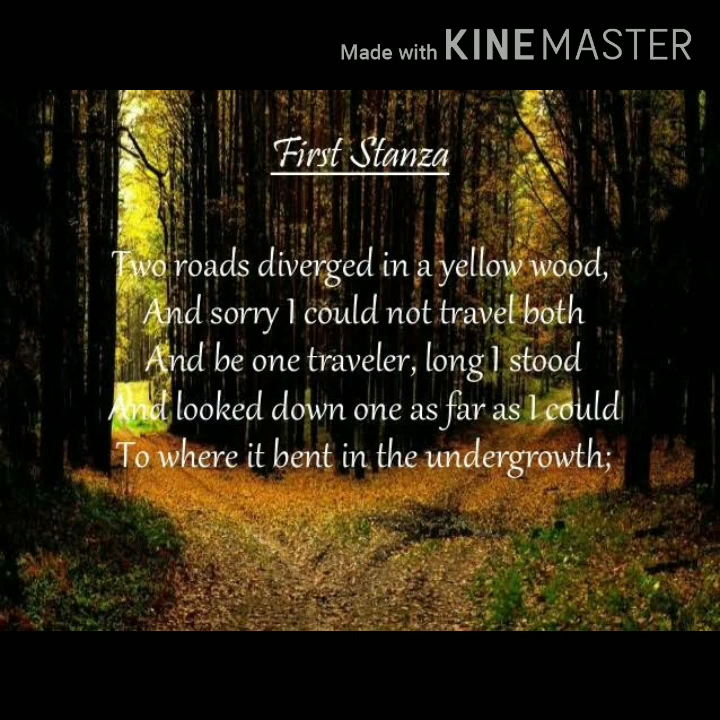 Made with KINEMASTER
First Stanza
Two roads diverged in a yellow wood,
And sorry I could not travel both
And be one traveler, long I stood
And looked down one as far as I could
To where it bent in the undergrowth;